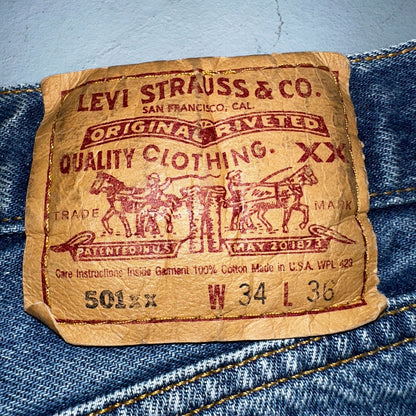 LEVI STRAUSS & CO.
SAN FRANCISCO, CAL.
ORIGINAL RIVETED
QUALITY CLOTHING. XX
TRADE MARK
PATENTED IN U.S. MAY 20 1873
Care Instructions Inside Garment 100% Cotton Made in U.S.A. WPL 423
501xx W 34 L 36